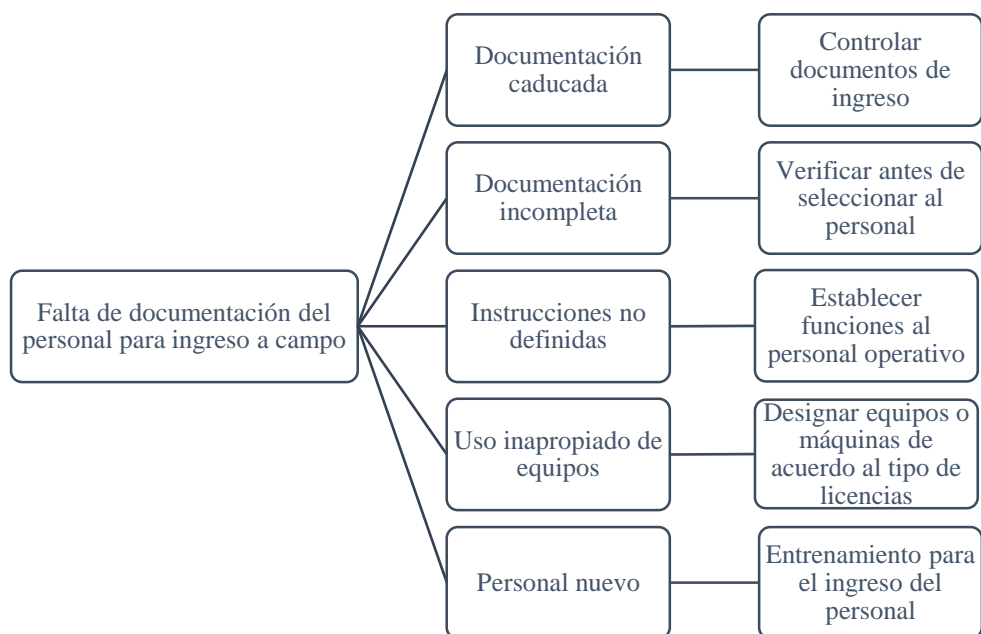 Falta de documentación del
personal para ingreso a campo
Documentación
caducada
Controlar
documentos de
ingreso
Documentación
incompleta
Verificar antes de
seleccionar al
personal
Instrucciones no
definidas
Establecer
funciones al
personal operativo
Uso inapropiado de
equipos
Designar equipos o
máquinas de
acuerdo al tipo de
licencias
Personal nuevo
Entrenamiento para
el ingreso del
personal